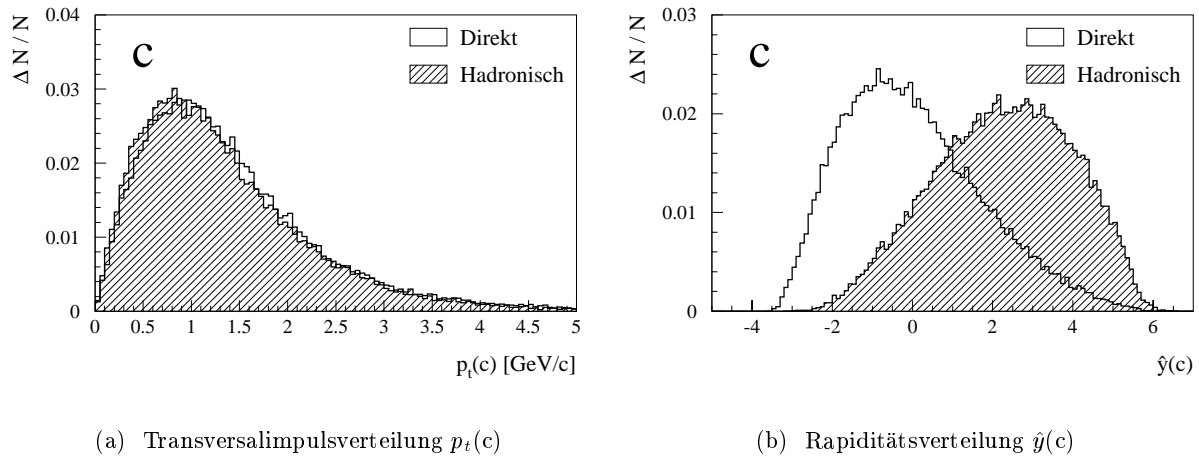 Δ N / N
0.04
0.03
0.02
0.01
0
c
Direkt
Hadronisch
0 0.5 1 1.5 2 2.5 3 3.5 4 4.5 5
p_t(c) [GeV/c]
(a) Transversalimpulsverteilung p_t(c)
Δ N / N
0.03
0.02
0.01
0
c
Direkt
Hadronisch
-4 -2 0 2 4 6
ŷ(c)
(b) Rapiditätsverteilung ŷ(c)